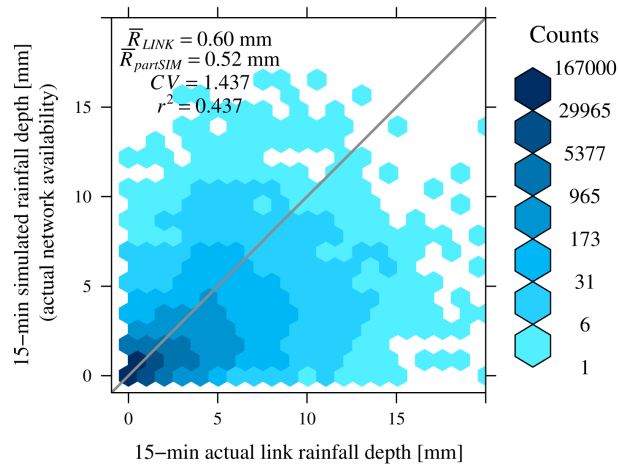 R̅LINK = 0.60 mm
R̅partSIM = 0.52 mm
CV = 1.437
r² = 0.437
Counts
167000
29965
5377
965
173
31
6
1
15−min simulated rainfall depth [mm]
(actual network availability)
15
10
5
0
0 5 10 15
15−min actual link rainfall depth [mm]